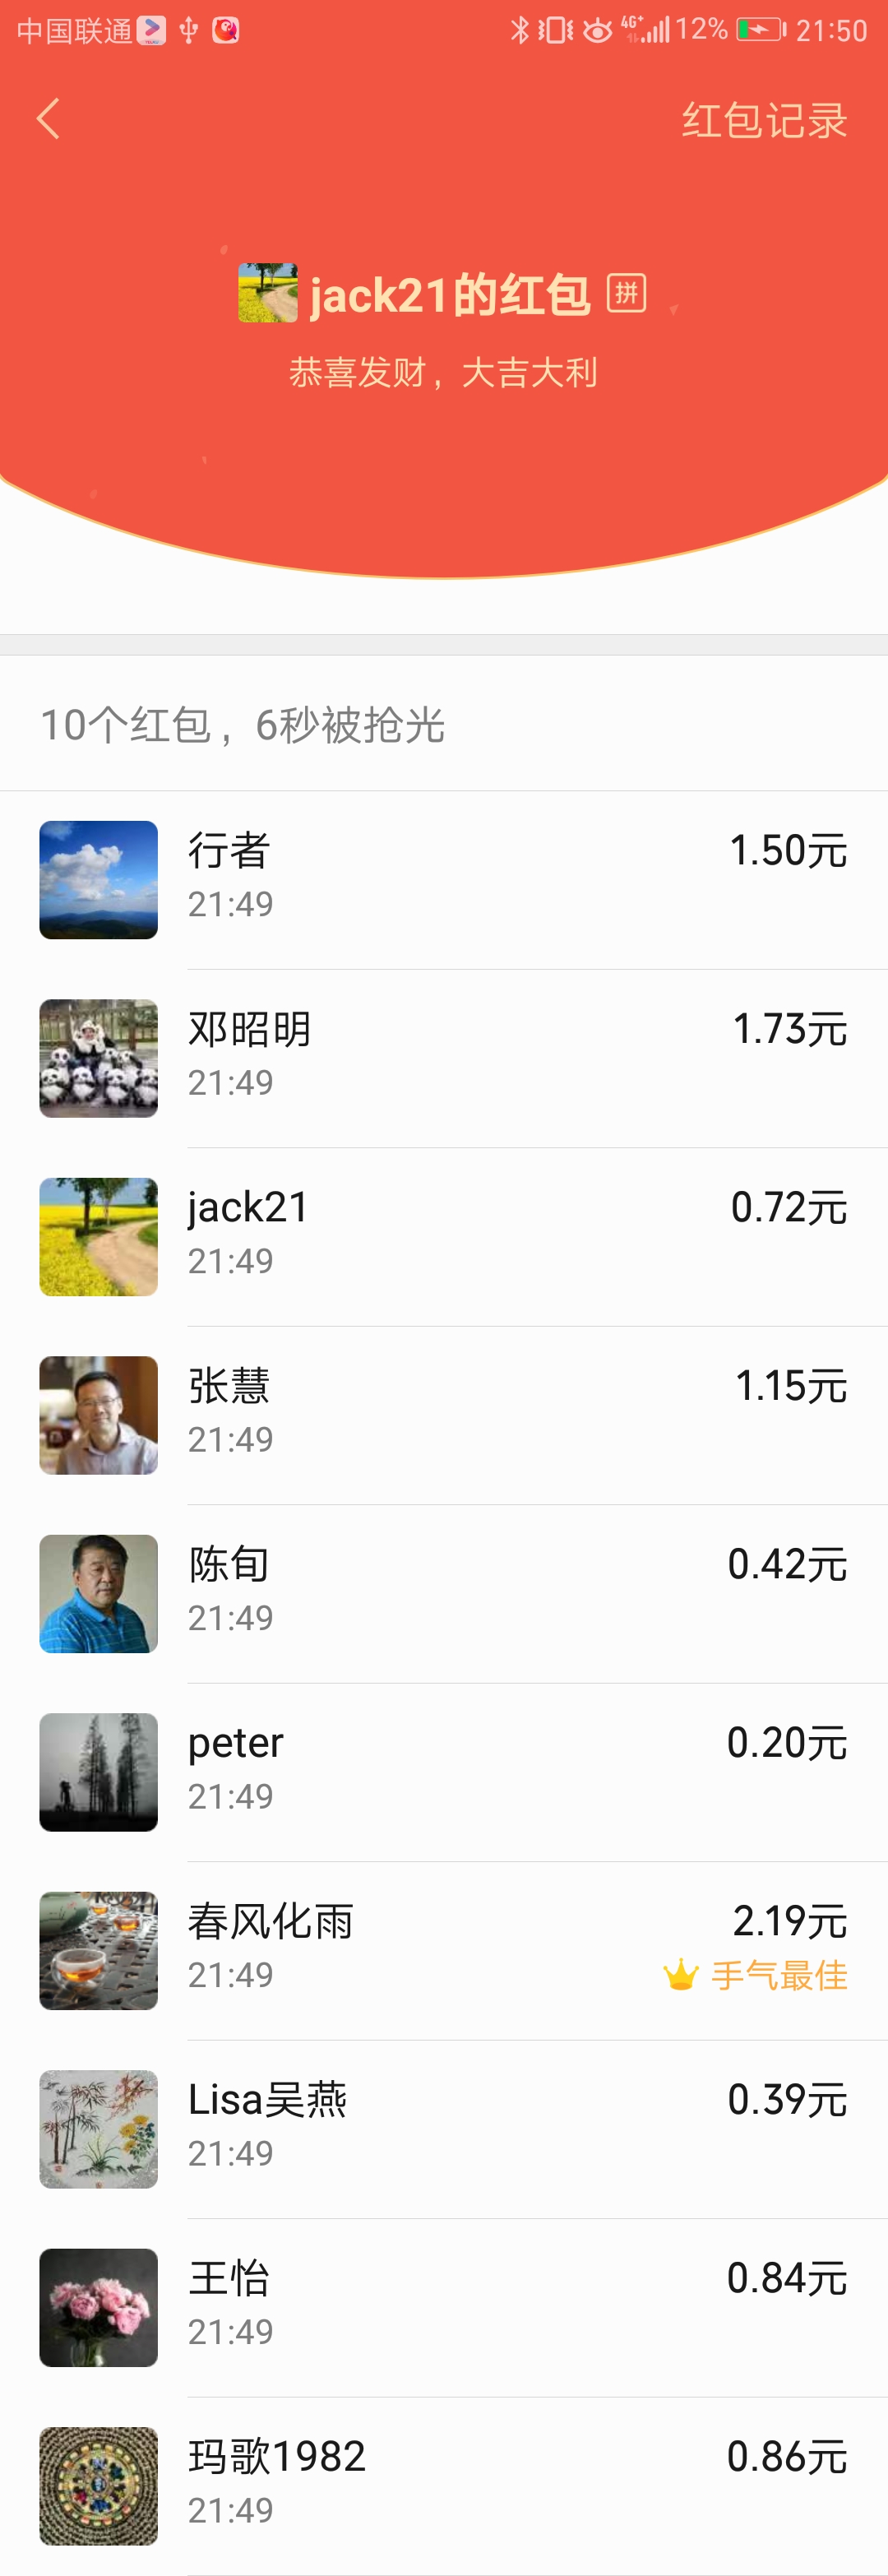 中国联通 4G+ 12% 21:50
红包记录
jack21的红包 拼
恭喜发财，大吉大利
10个红包，6秒被抢光
行者 1.50元
21:49
邓昭明 1.73元
21:49
jack21 0.72元
21:49
张慧 1.15元
21:49
陈旬 0.42元
21:49
peter 0.20元
21:49
春风化雨 2.19元
21:49 手气最佳
Lisa吴燕 0.39元
21:49
王怡 0.84元
21:49
玛歌1982 0.86元
21:49